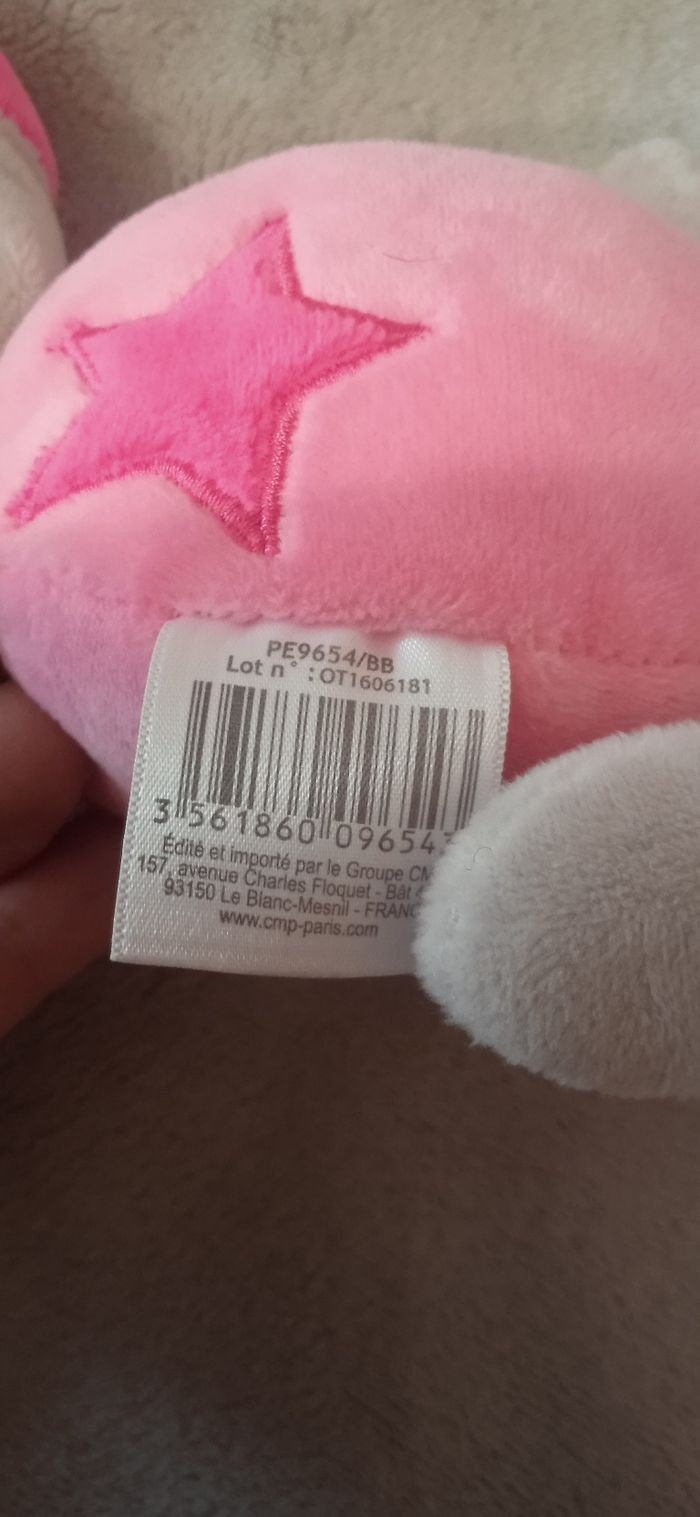 PE9654/BB
Lot n° : OT1606181
3 561860 09654
Édité et importé par le Groupe
157, avenue Charles Floquet - Bât
93150 Le Blanc-Mesnil -
www.cmp-paris.com